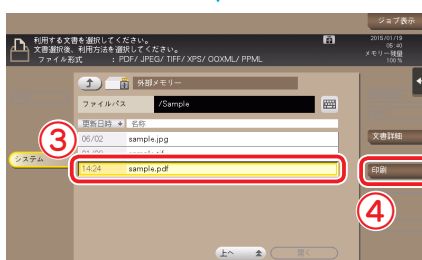 ジョブ表示
利用する文書を選択してください。
文書選択後、利用方法を選択してください。
ファイル形式 : PDF/ JPEG/ TIFF/ XPS/ OOXML/ PPML
2015/01/19
05:40
メモリー残量
100 %
外部メモリー
ファイルパス /Sample
更新日時 名称
③
06/02 sample.jpg
文書詳細
システム
14:24 sample.pdf
印刷
④
上へ 開く